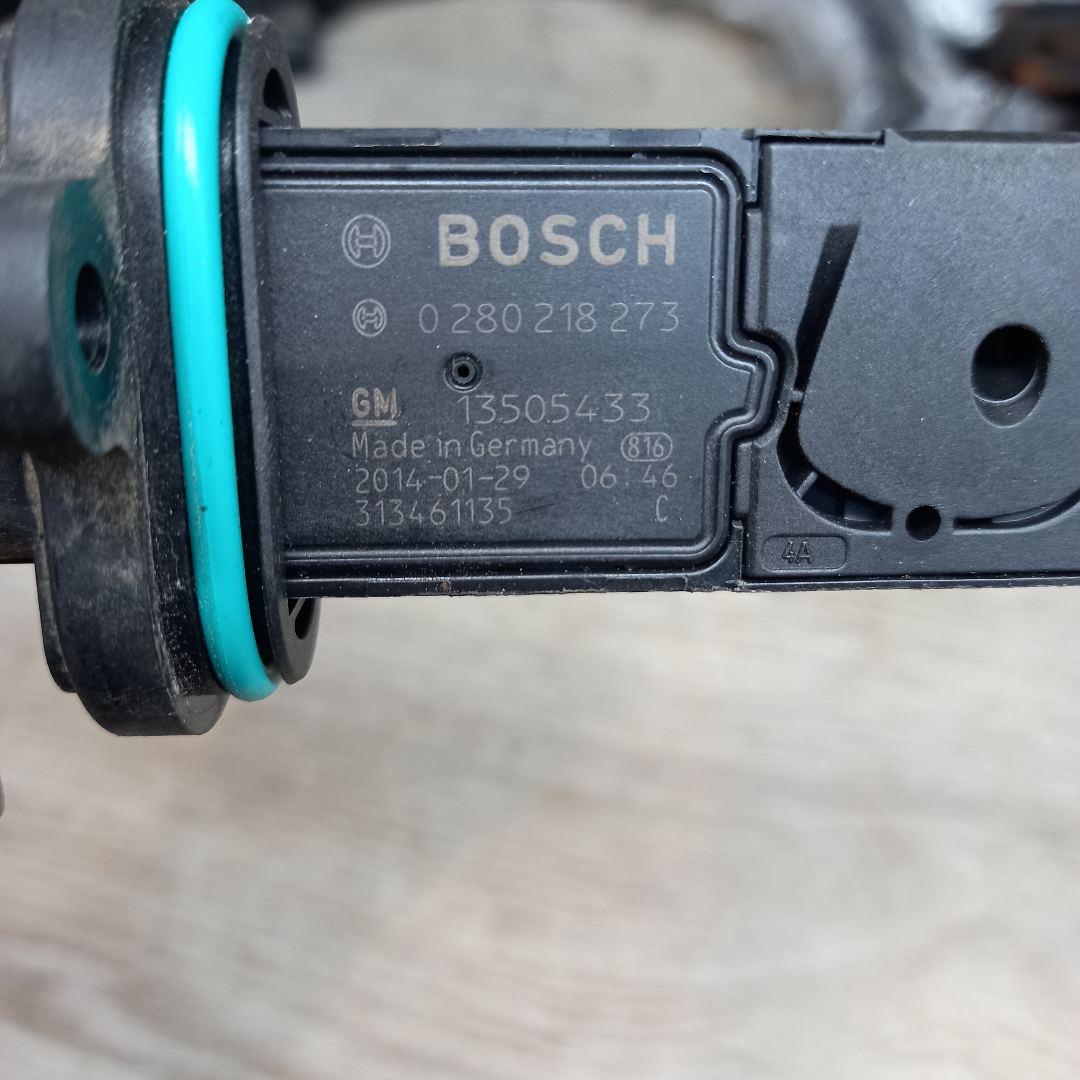 BOSCH
0 280 218 273
GM 13505433
Made in Germany 816
2014-01-29 06:46
313461135 C
4A